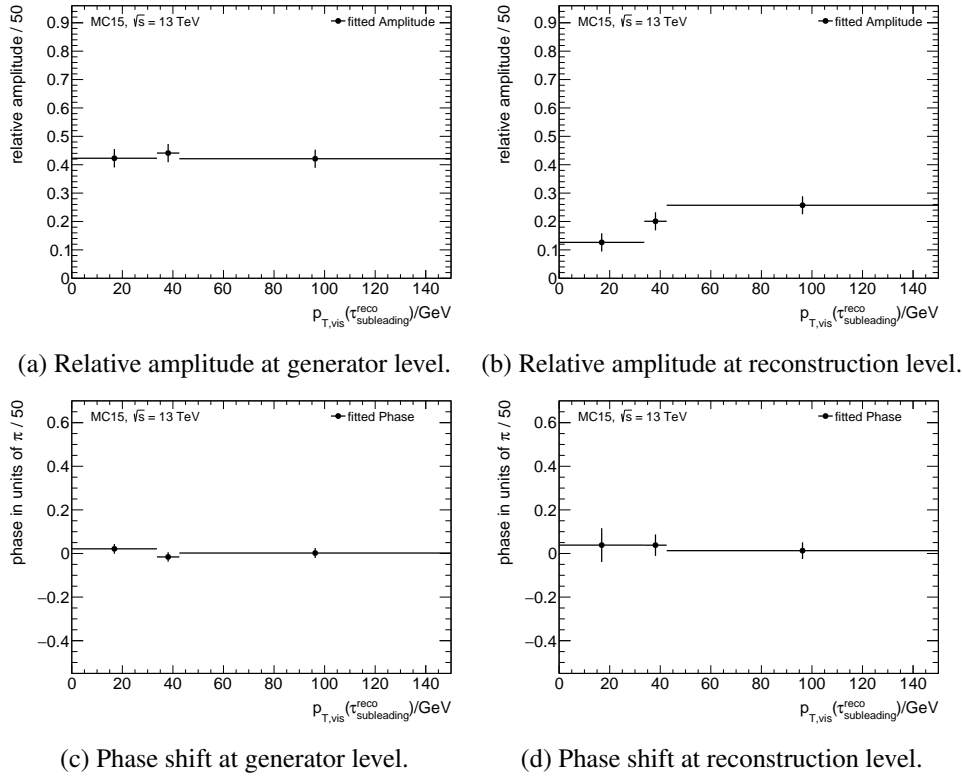 MC15, √s = 13 TeV
fitted Amplitude
relative amplitude / 50
0.9
0.8
0.7
0.6
0.5
0.4
0.3
0.2
0.1
0
0 20 40 60 80 100 120 140
p_T,vis(τ^reco_subleading)/GeV
(a) Relative amplitude at generator level.
MC15, √s = 13 TeV
fitted Amplitude
relative amplitude / 50
0.9
0.8
0.7
0.6
0.5
0.4
0.3
0.2
0.1
0
0 20 40 60 80 100 120 140
p_T,vis(τ^reco_subleading)/GeV
(b) Relative amplitude at reconstruction level.
MC15, √s = 13 TeV
fitted Phase
phase in units of π / 50
0.6
0.4
0.2
0
−0.2
−0.4
0 20 40 60 80 100 120 140
p_T,vis(τ^reco_subleading)/GeV
(c) Phase shift at generator level.
MC15, √s = 13 TeV
fitted Phase
phase in units of π / 50
0.6
0.4
0.2
0
−0.2
−0.4
0 20 40 60 80 100 120 140
p_T,vis(τ^reco_subleading)/GeV
(d) Phase shift at reconstruction level.